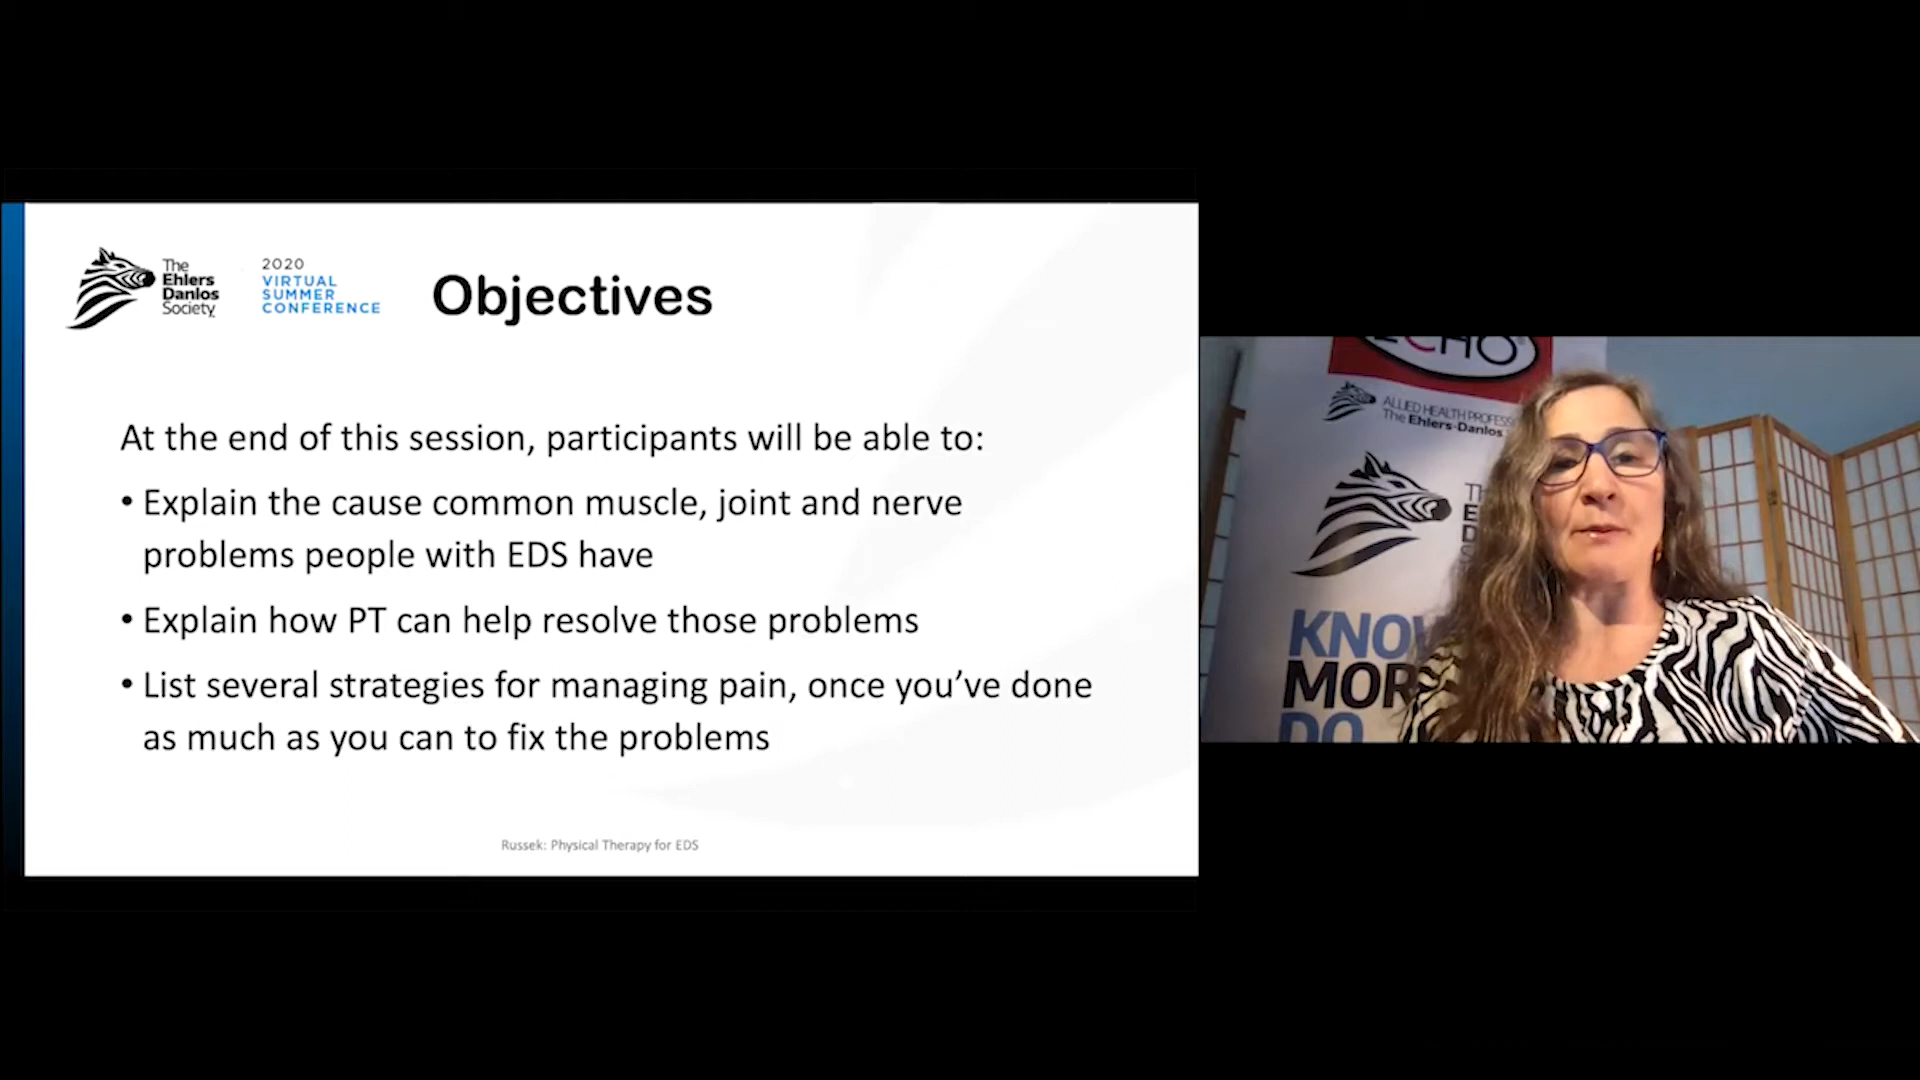 The
Ehlers
Danlos
Society
2020
VIRTUAL
SUMMER
CONFERENCE
Objectives
At the end of this session, participants will be able to:
• Explain the cause common muscle, joint and nerve
problems people with EDS have
• Explain how PT can help resolve those problems
• List several strategies for managing pain, once you’ve done
as much as you can to fix the problems
Russek: Physical Therapy for EDS
ALLIED HEALTH
The Ehlers-Danlos
KNOW
MORE
DO